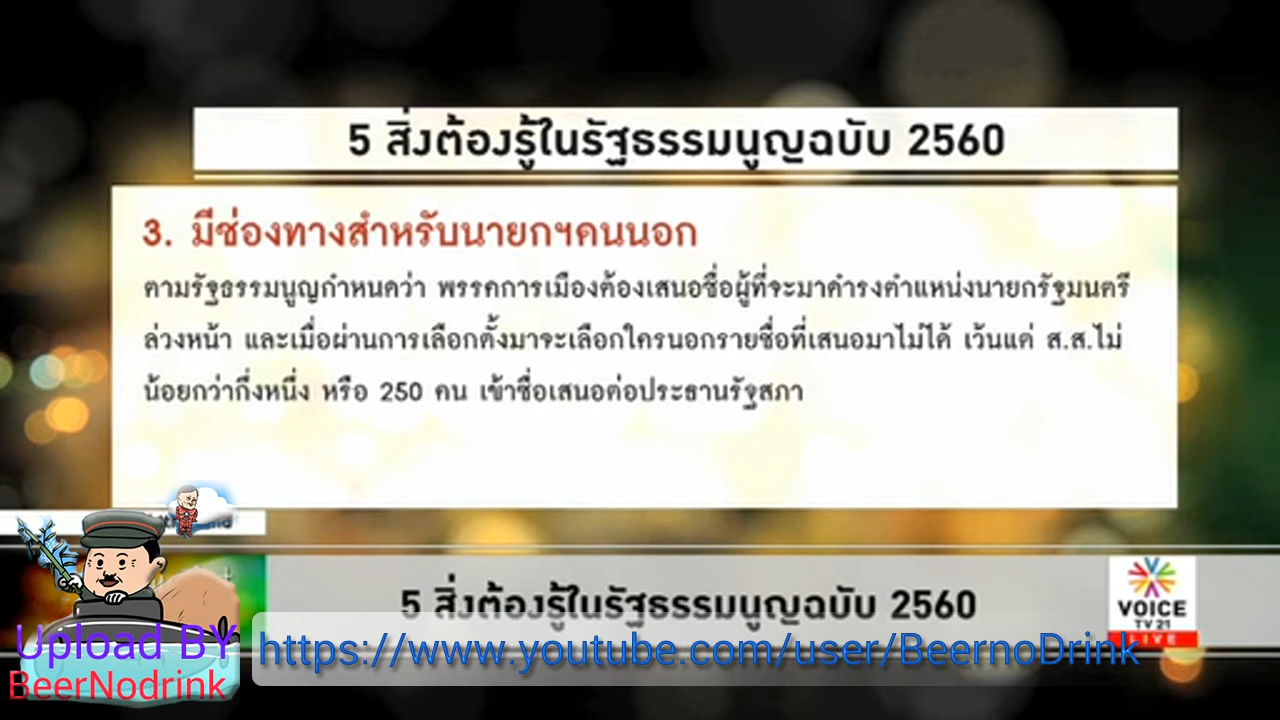 5 สิ่งต้องรู้ในรัฐธรรมนูญฉบับ 2560
3. มีช่องทางสำหรับนายกฯคนนอก
ตามรัฐธรรมนูญกำหนดว่า พรรคการเมืองต้องเสนอชื่อผู้ที่จะมาดำรงตำแหน่งนายกรัฐมนตรี
ล่วงหน้า และเมื่อผ่านการเลือกตั้งมาจะเลือกใครนอกรายชื่อที่เสนอมาไม่ได้ เว้นแต่ ส.ส.ไม่
น้อยกว่ากึ่งหนึ่ง หรือ 250 คน เข้าชื่อเสนอต่อประธานรัฐสภา
5 สิ่งต้องรู้ในรัฐธรรมนูญฉบับ 2560
VOICE
TV 21
LIVE
Upload BY
https://www.youtube.com/user/BeernoDrink
BeerNodrink